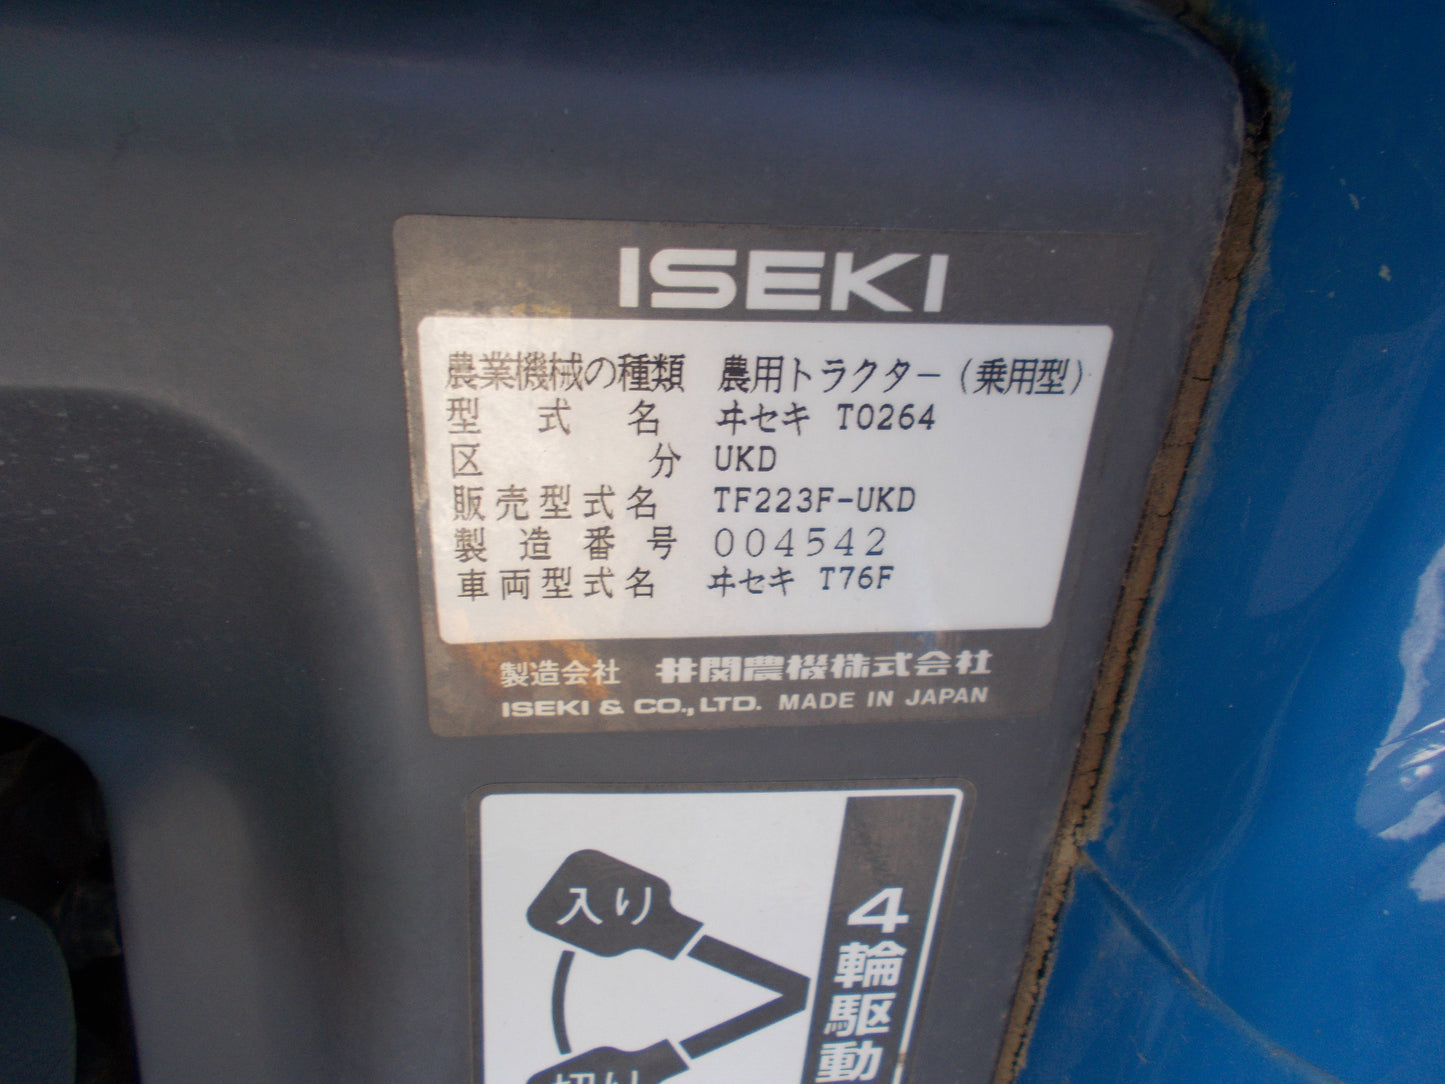 ISEKI
農業機械の種類 農用トラクター(乗用型)
型式名 ヰセキ T0264
区分 UKD
販売型式名 TF223F-UKD
製造番号 004542
車両型式名 ヰセキ T76F
製造会社 井関農機株式会社
ISEKI & CO., LTD. MADE IN JAPAN
入り
4輪駆動
切り